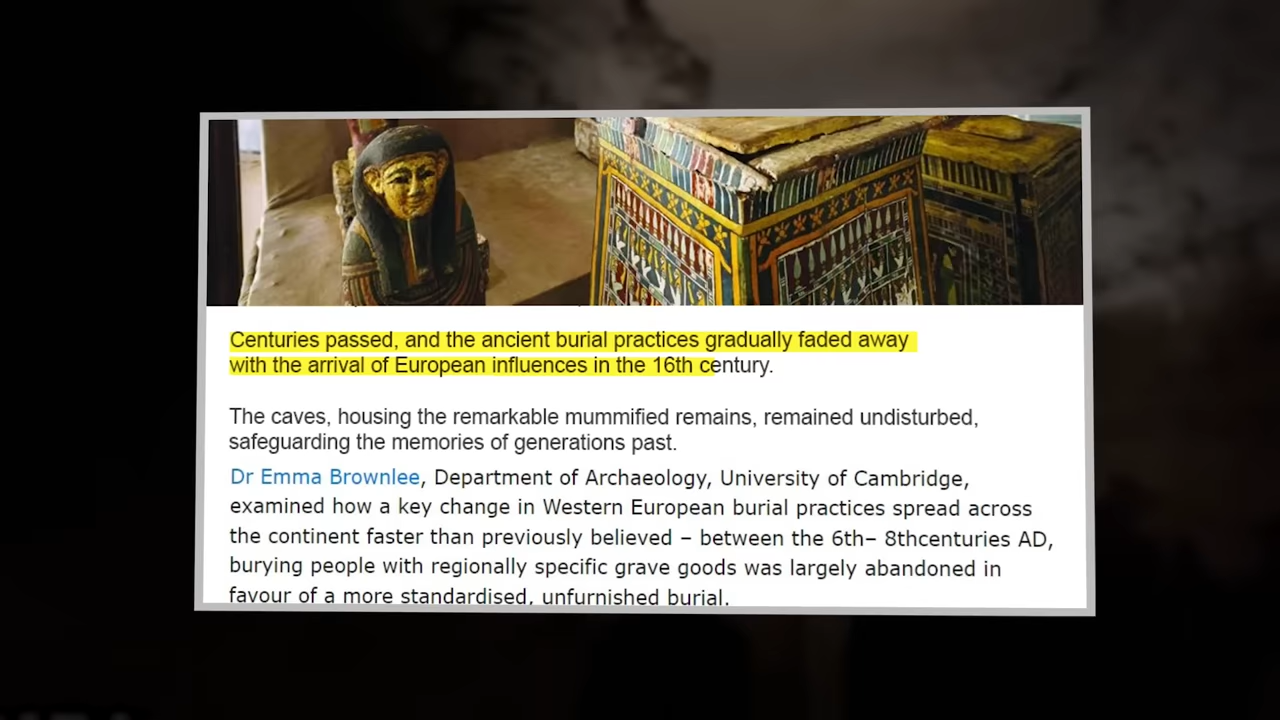 Centuries passed, and the ancient burial practices gradually faded away
with the arrival of European influences in the 16th century.
The caves, housing the remarkable mummified remains, remained undisturbed,
safeguarding the memories of generations past.
Dr Emma Brownlee, Department of Archaeology, University of Cambridge,
examined how a key change in Western European burial practices spread across
the continent faster than previously believed – between the 6th– 8thcenturies AD,
burying people with regionally specific grave goods was largely abandoned in
favour of a more standardised, unfurnished burial.